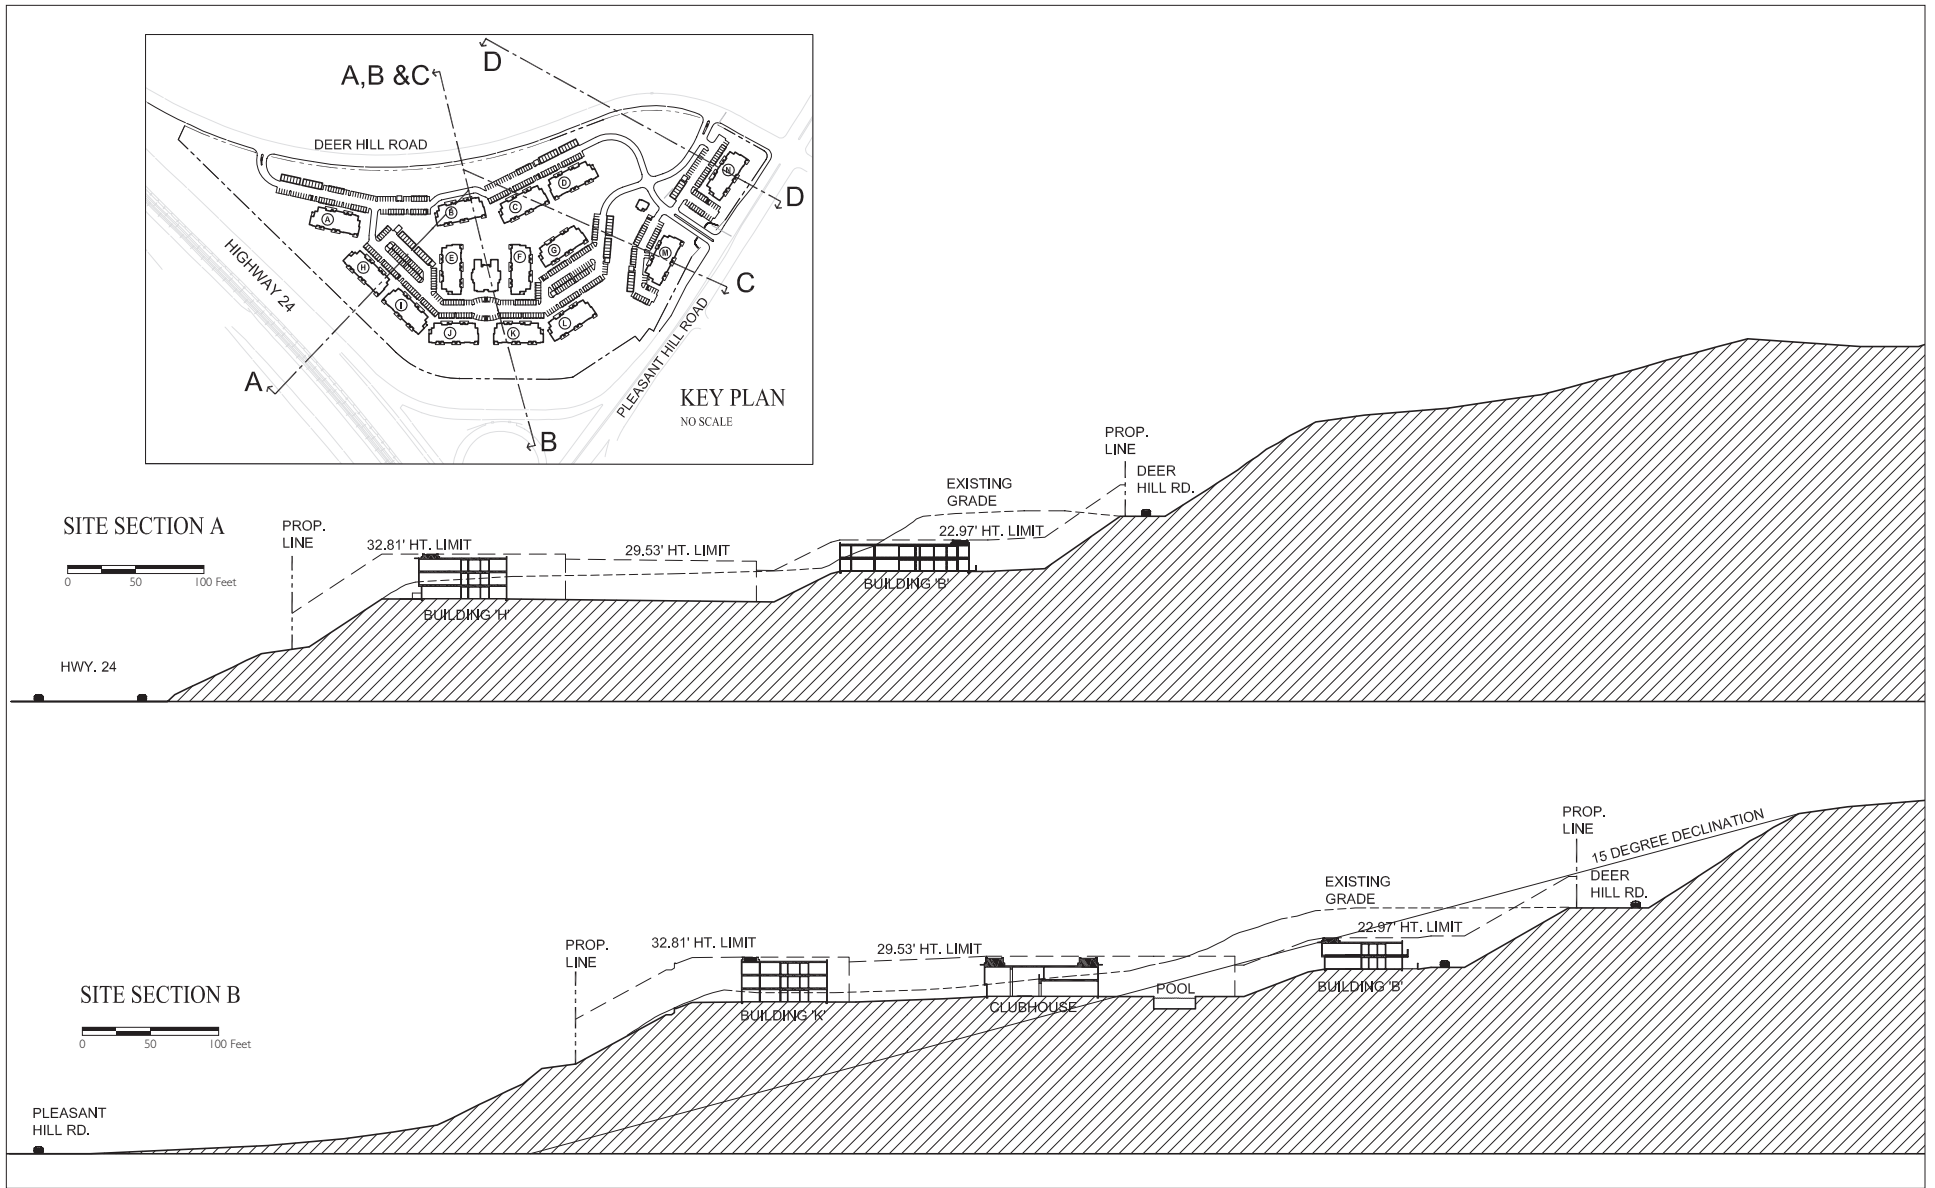 D
A,B &C
DEER HILL ROAD
N
D
A
B
C
D
HIGHWAY 24
H
E
F
G
M
C
I
J
K
L
PLEASANT HILL ROAD
A
B
KEY PLAN
NO SCALE
SITE SECTION A
0 50 100 Feet
PROP.
LINE
32.81' HT. LIMIT
29.53' HT. LIMIT
EXISTING
GRADE
22.97' HT. LIMIT
PROP.
LINE
DEER
HILL RD.
BUILDING 'H'
BUILDING 'B'
HWY. 24
SITE SECTION B
0 50 100 Feet
PROP.
LINE
32.81' HT. LIMIT
29.53' HT. LIMIT
EXISTING
GRADE
22.97' HT. LIMIT
PROP.
LINE
15 DEGREE DECLINATION
DEER
HILL RD.
BUILDING 'K'
CLUBHOUSE
POOL
BUILDING 'B'
PLEASANT
HILL RD.